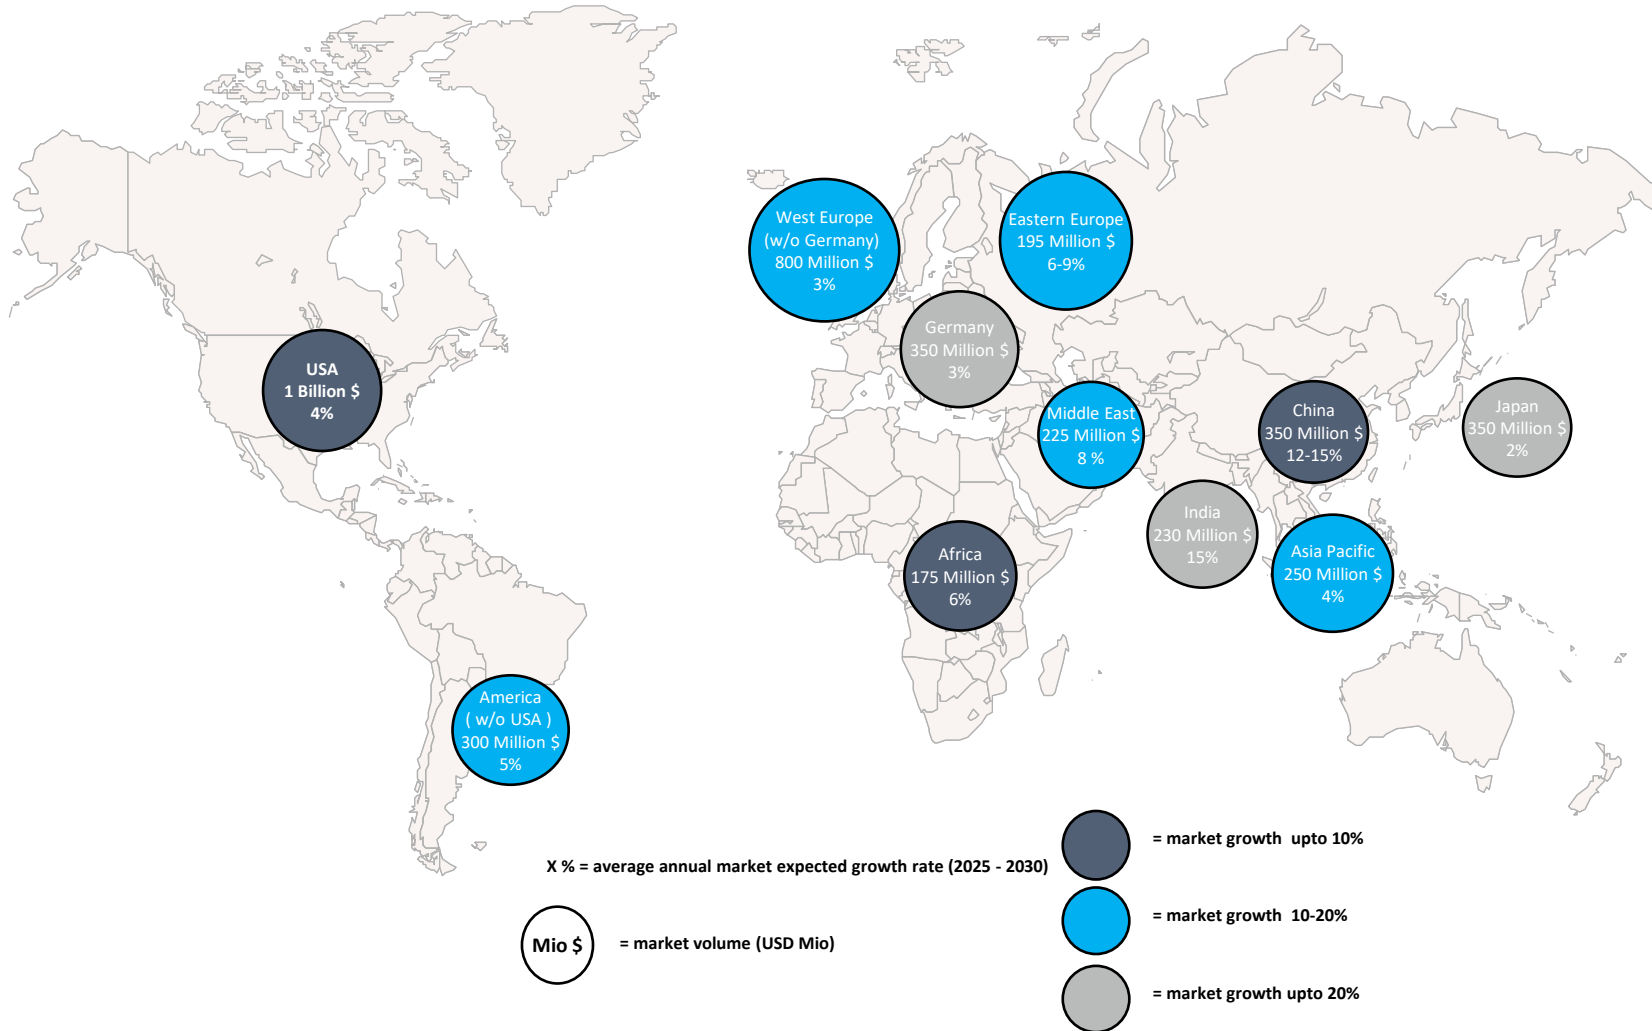 West Europe
(w/o Germany)
800 Million $
3%
Eastern Europe
195 Million $
6-9%
Germany
350 Million $
3%
USA
1 Billion $
4%
Middle East
225 Million $
8 %
China
350 Million $
12-15%
Japan
350 Million $
2%
India
230 Million $
15%
Africa
175 Million $
6%
Asia Pacific
250 Million $
4%
America
( w/o USA )
300 Million $
5%
X % = average annual market expected growth rate (2025 - 2030)
Mio $
= market volume (USD Mio)
= market growth  upto 10%
= market growth  10-20%
= market growth upto 20%